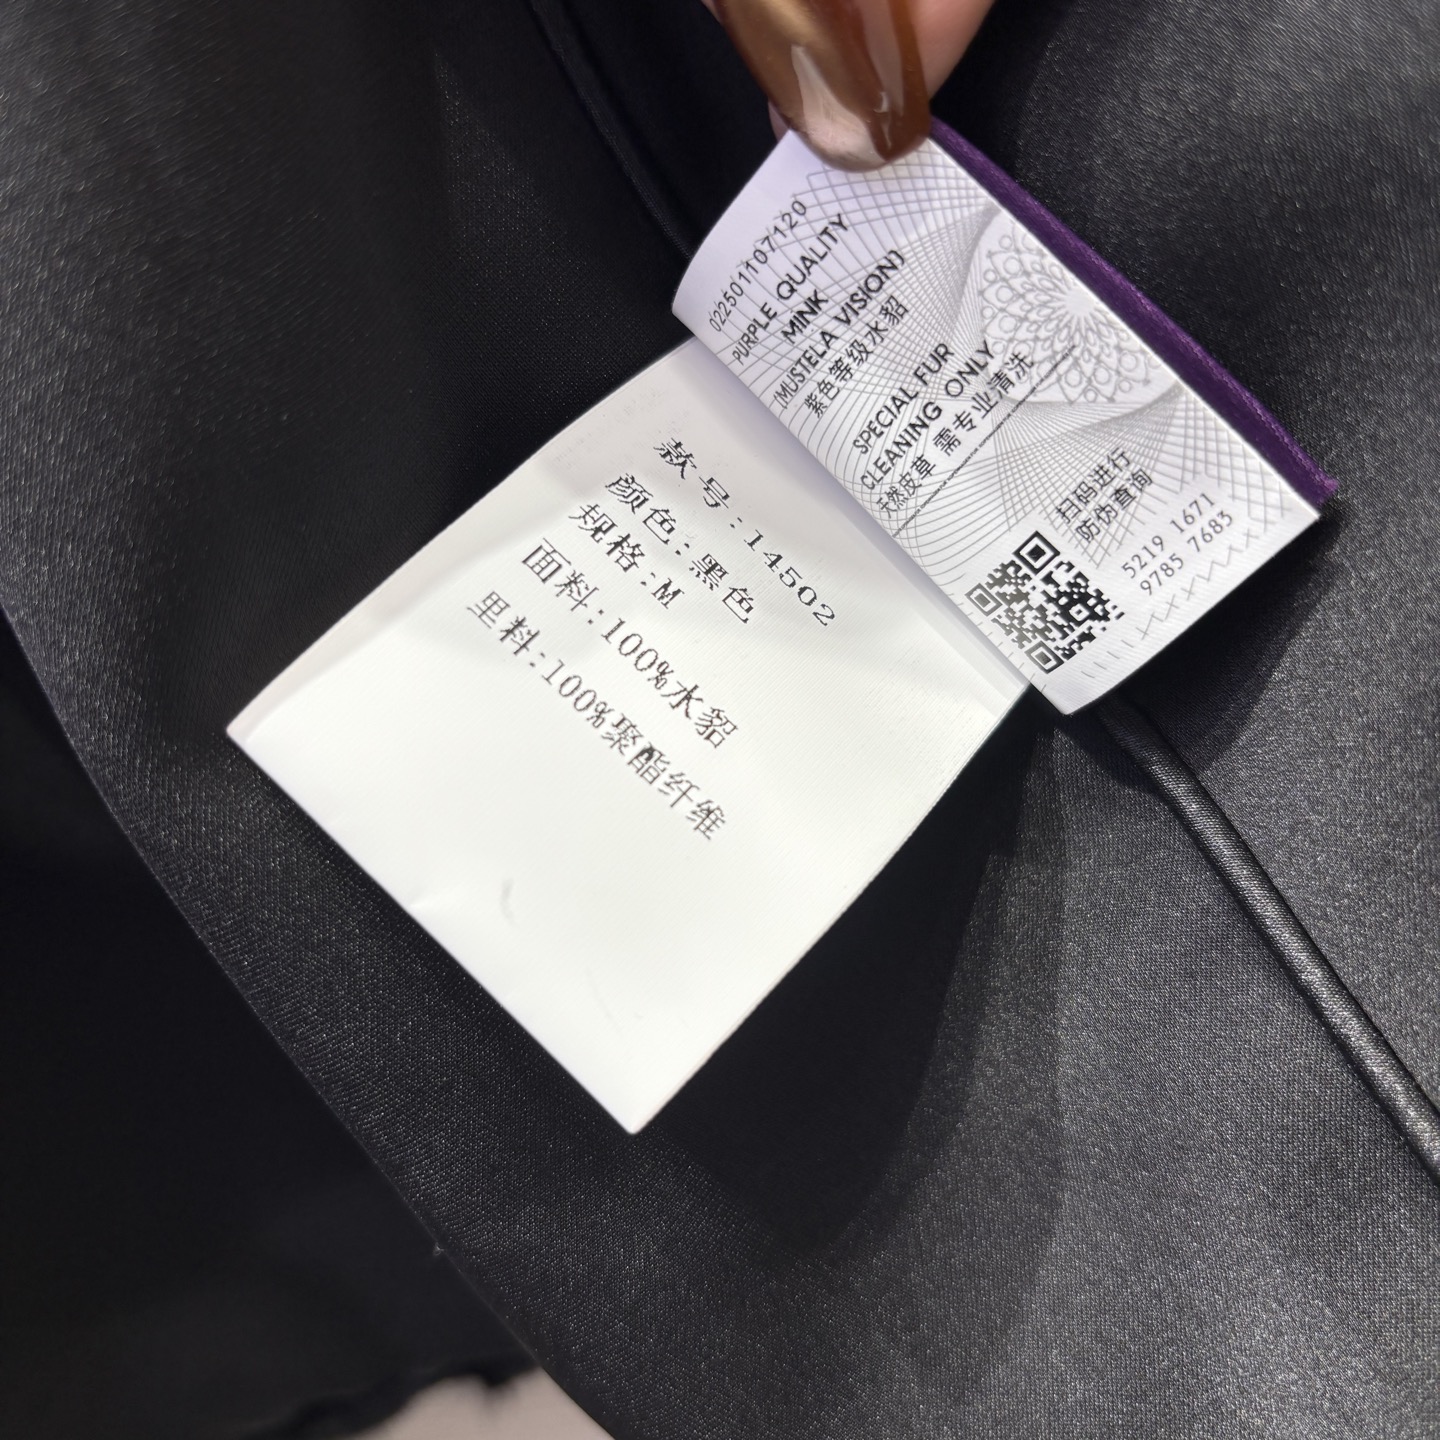 022501107120
PURPLE QUALITY
MINK
(MUSTELA VISION)
紫色等级水貂
SPECIAL FUR
CLEANING ONLY
天然皮草 需专业清洗
扫码进行
防伪查询
5219 1671
9785 7683
款号:14502
颜色:黑色
规格:M
面料:100%水貂
里料:100%聚酯纤维